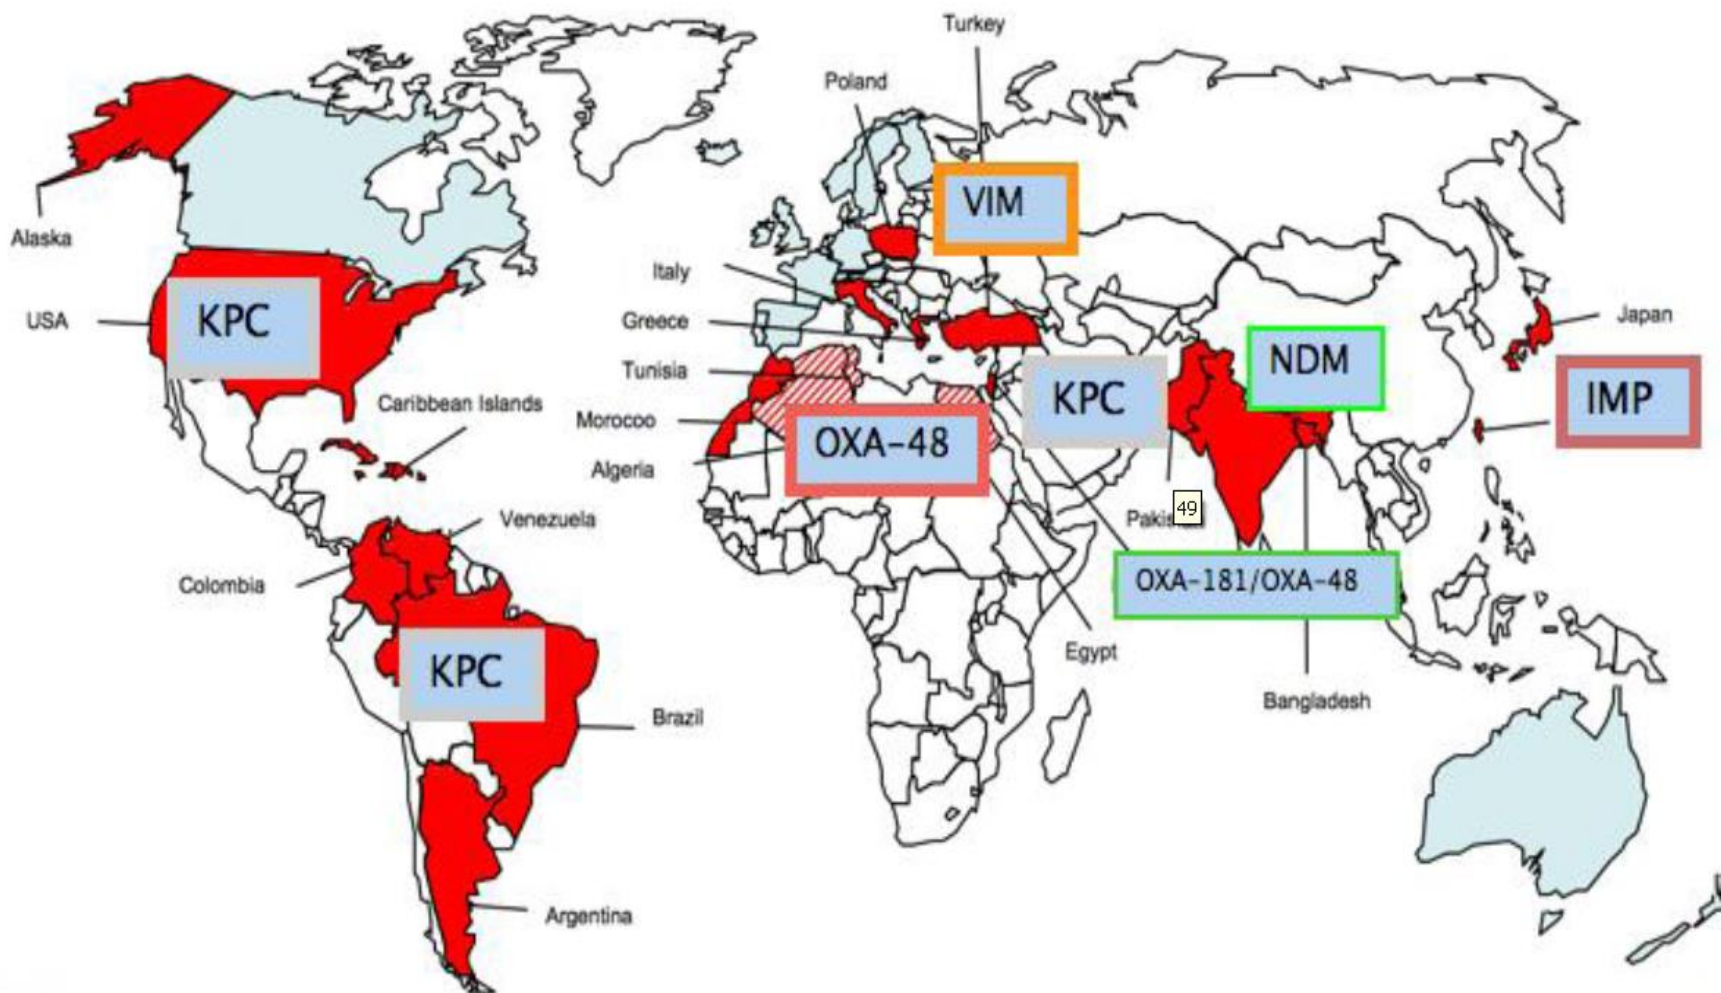 Turkey
Poland
VIM
Alaska
Italy
USA
KPC
Greece
Japan
NDM
Tunisia
KPC
Caribbean Islands
IMP
Morocoo
OXA-48
Algeria
49
Venezuela
Colombia
OXA-181/OXA-48
Egypt
KPC
Bangladesh
Brazil
Argentina